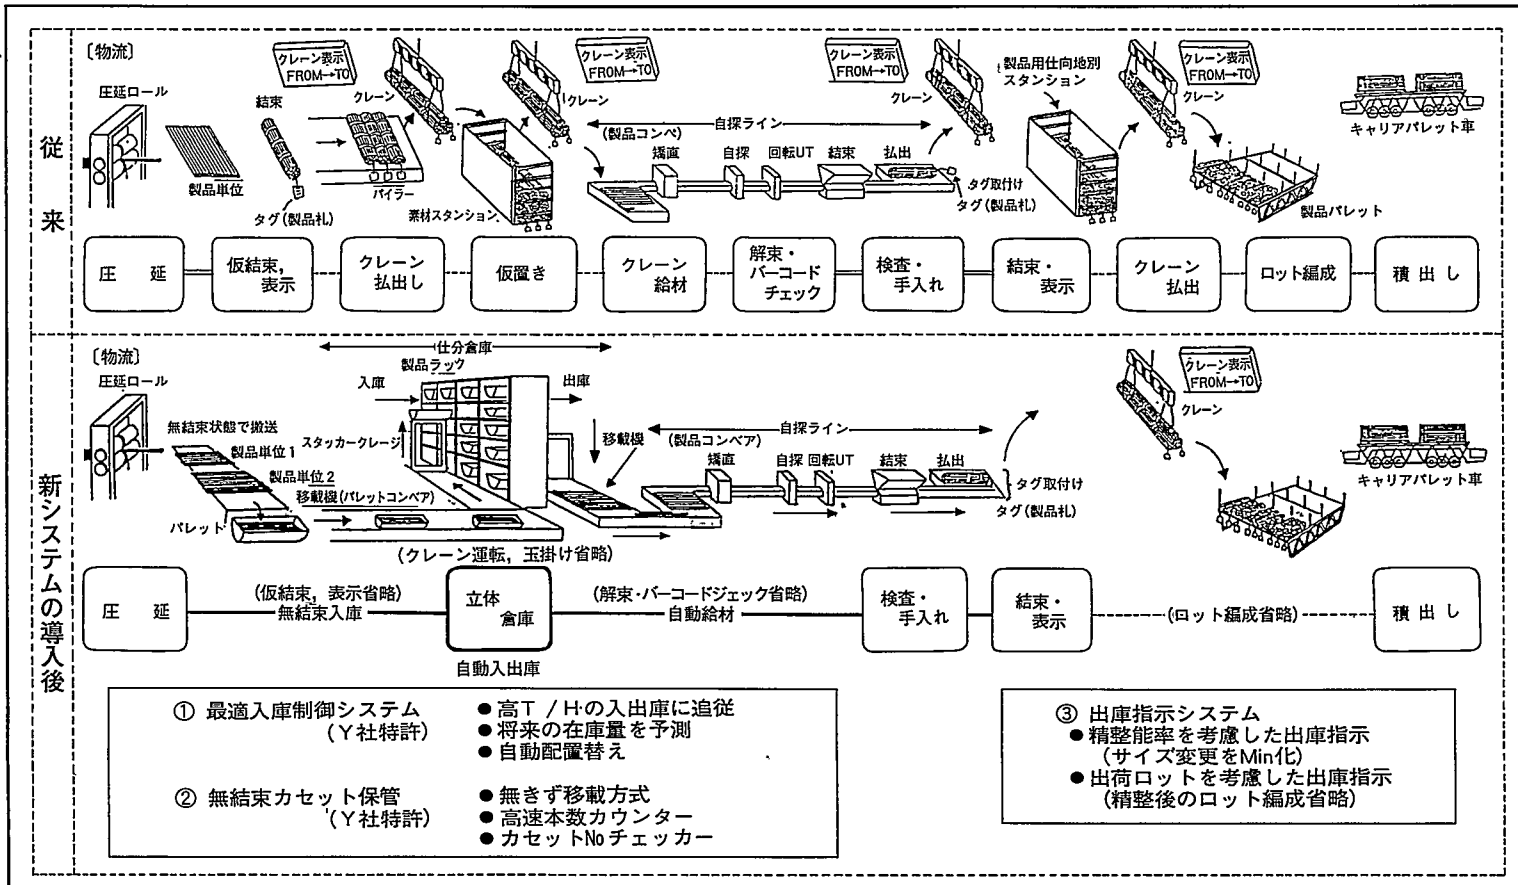 従来
〔物流〕
圧延ロール
製品単位
結束
タグ(製品札)
クレーン表示
FROM→TO
クレーン
パイラー
素材スタンション
クレーン
クレーン表示
FROM→TO
(製品コンベ)
自探ライン
矯直
自探
回転UT
結束
払出
クレーン表示
FROM→TO
クレーン
タグ取付け
タグ(製品札)
製品用仕向地別
スタンション
クレーン
クレーン表示
FROM→TO
製品パレット
キャリアパレット車
圧延
仮結束,
表示
クレーン
払出し
仮置き
クレーン
給材
解束・
バーコード
チェック
検査・
手入れ
結束・
表示
クレーン
払出
ロット編成
積出し
新システムの導入後
〔物流〕
圧延ロール
無結束状態で搬送
製品単位1
製品単位2
移載機(パレットコンベア)
パレット
仕分倉庫
製品ラック
入庫
出庫
スタッカークレージ
(クレーン運転,玉掛け省略)
移載機
(製品コンベア)
自探ライン
矯直
自探
回転UT
結束
払出
タグ取付け
タグ(製品札)
クレーン
クレーン表示
FROM→TO
キャリアパレット車
圧延
(仮結束,表示省略)
無結束入庫
立体
倉庫
自動入出庫
(解束・バーコードジェック省略)
自動給材
検査・
手入れ
結束・
表示
(ロット編成省略)
積出し
① 最適入庫制御システム
(Y社特許)
●高T/Hの入出庫に追従
●将来の在庫量を予測
●自動配置替え
② 無結束カセット保管
(Y社特許)
●無きず移載方式
●高速本数カウンター
●カセットNoチェッカー
③ 出庫指示システム
●精整能率を考慮した出庫指示
(サイズ変更をMin化)
●出荷ロットを考慮した出庫指示
(精整後のロット編成省略)